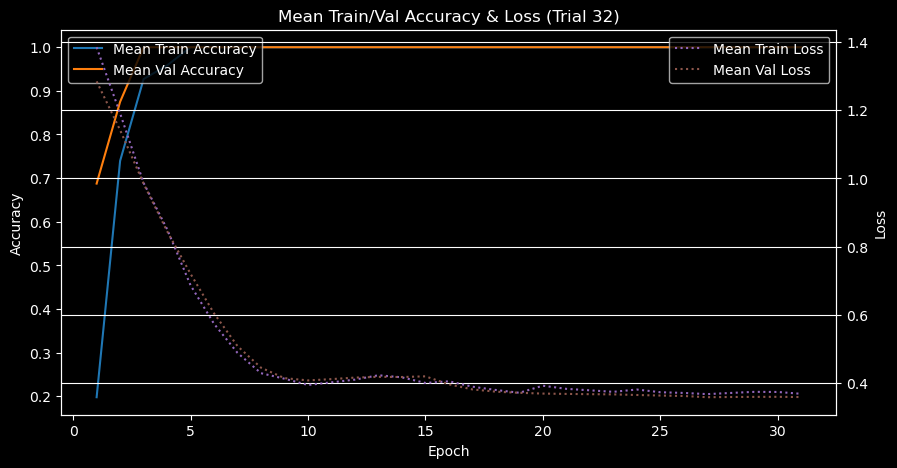 Mean Train/Val Accuracy & Loss (Trial 32)
Mean Train Accuracy
Mean Val Accuracy
Mean Train Loss
Mean Val Loss
Accuracy
1.0
0.9
0.8
0.7
0.6
0.5
0.4
0.3
0.2
1.4
1.2
1.0
0.8
0.6
0.4
Loss
0 5 10 15 20 25 30
Epoch